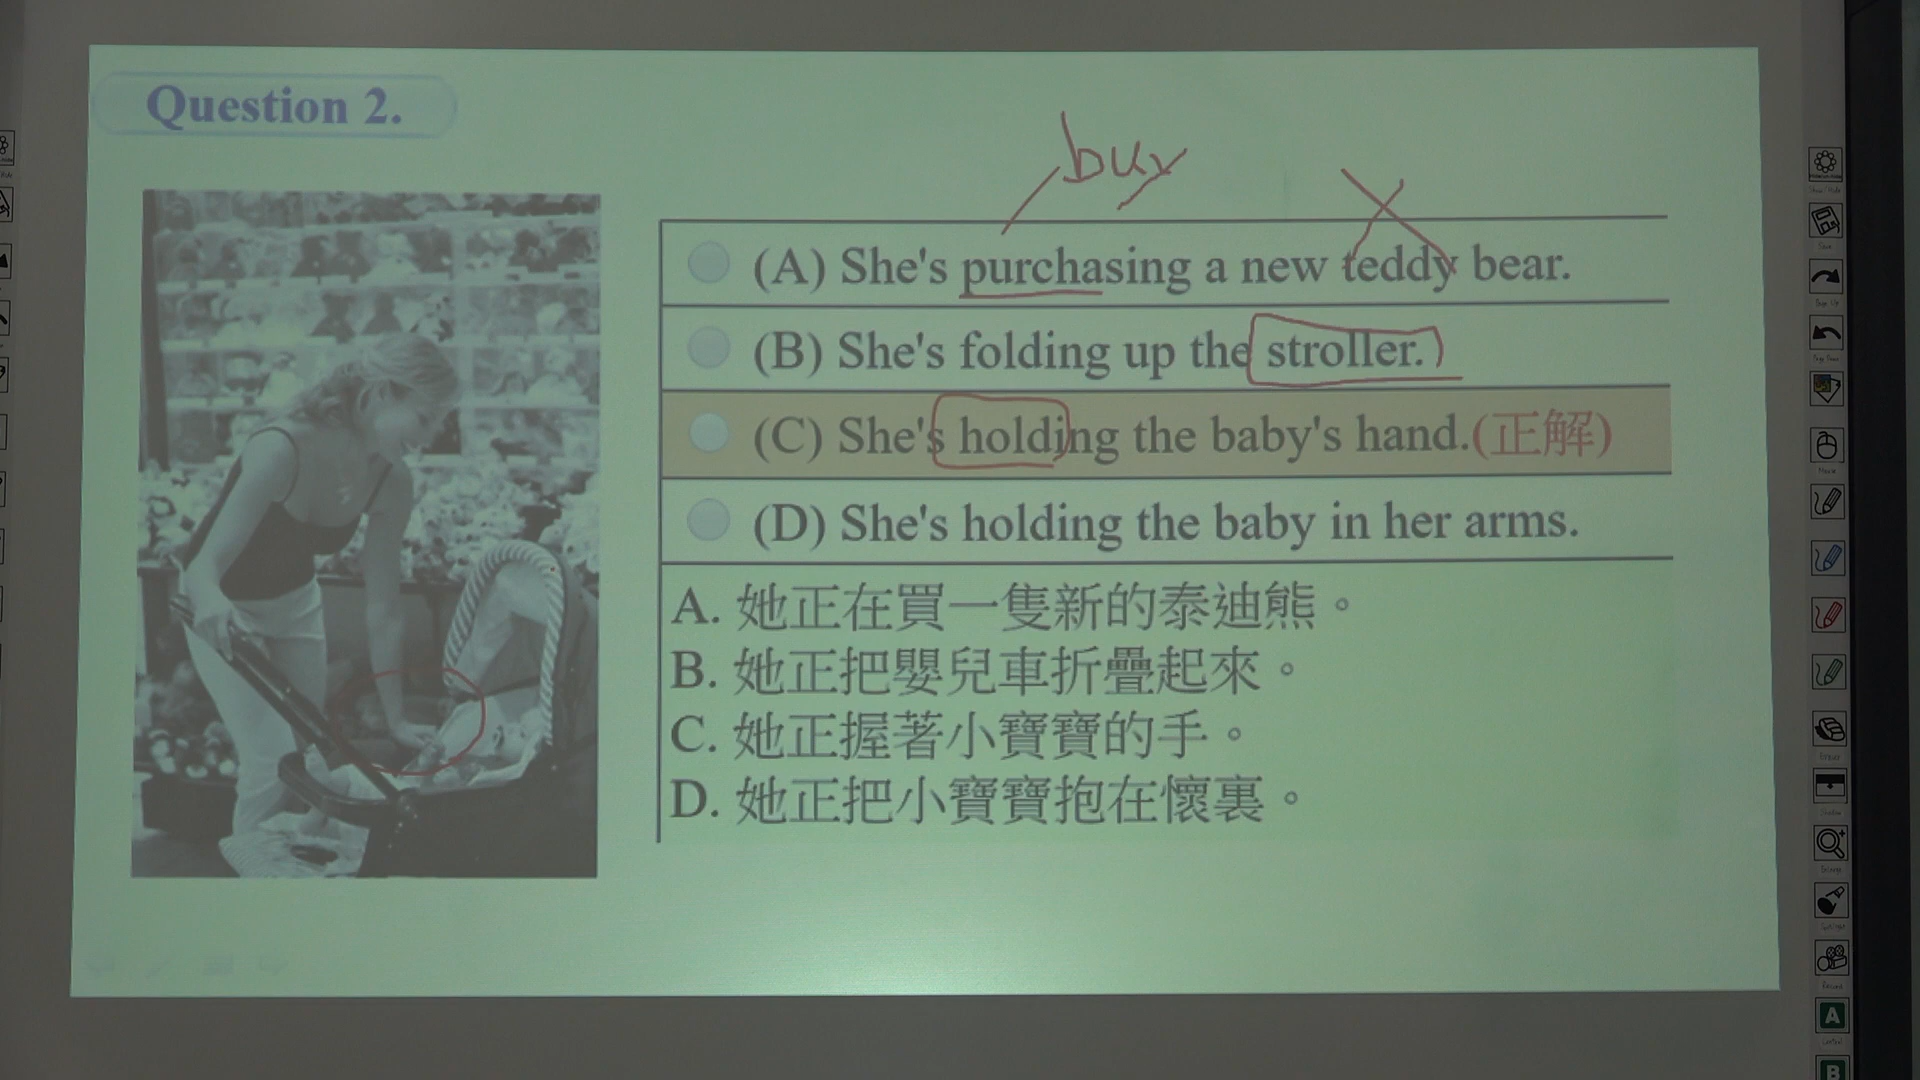 Question 2.
buy
(A) She's purchasing a new teddy bear.
(B) She's folding up the stroller.
(C) She's holding the baby's hand.(正解)
(D) She's holding the baby in her arms.
A. 她正在買一隻新的泰迪熊。
B. 她正把嬰兒車折疊起來。
C. 她正握著小寶寶的手。
D. 她正把小寶寶抱在懷裏。
A
B